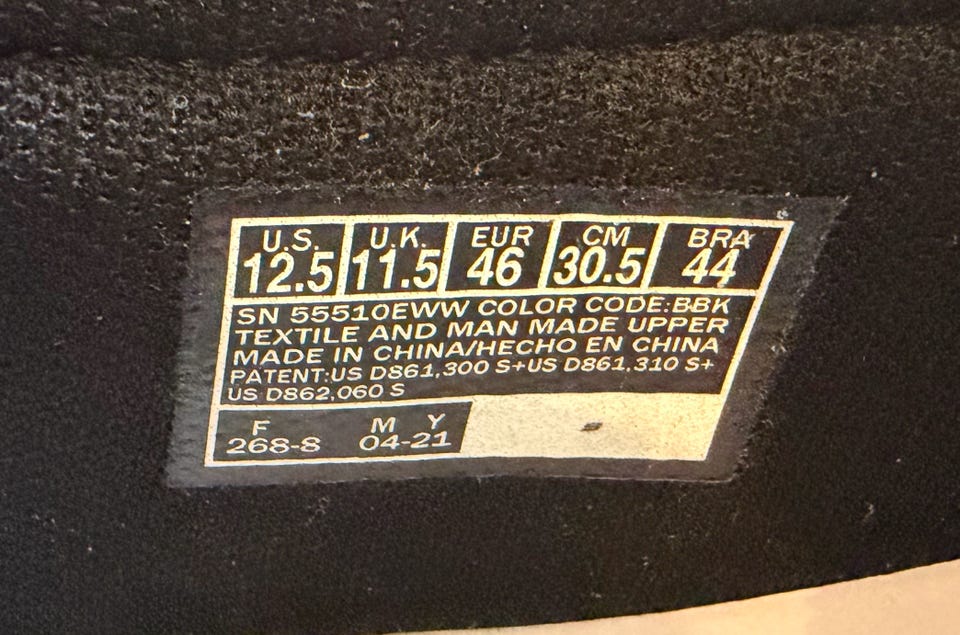 U.S. U.K. EUR CM BRA
12.5 11.5 46 30.5 44
SN 55510EWW COLOR CODE:BBK
TEXTILE AND MAN MADE UPPER
MADE IN CHINA/HECHO EN CHINA
PATENT:US D861,300 S+US D861.310 S+
US D862,060 S
F M Y
268-8 04-21